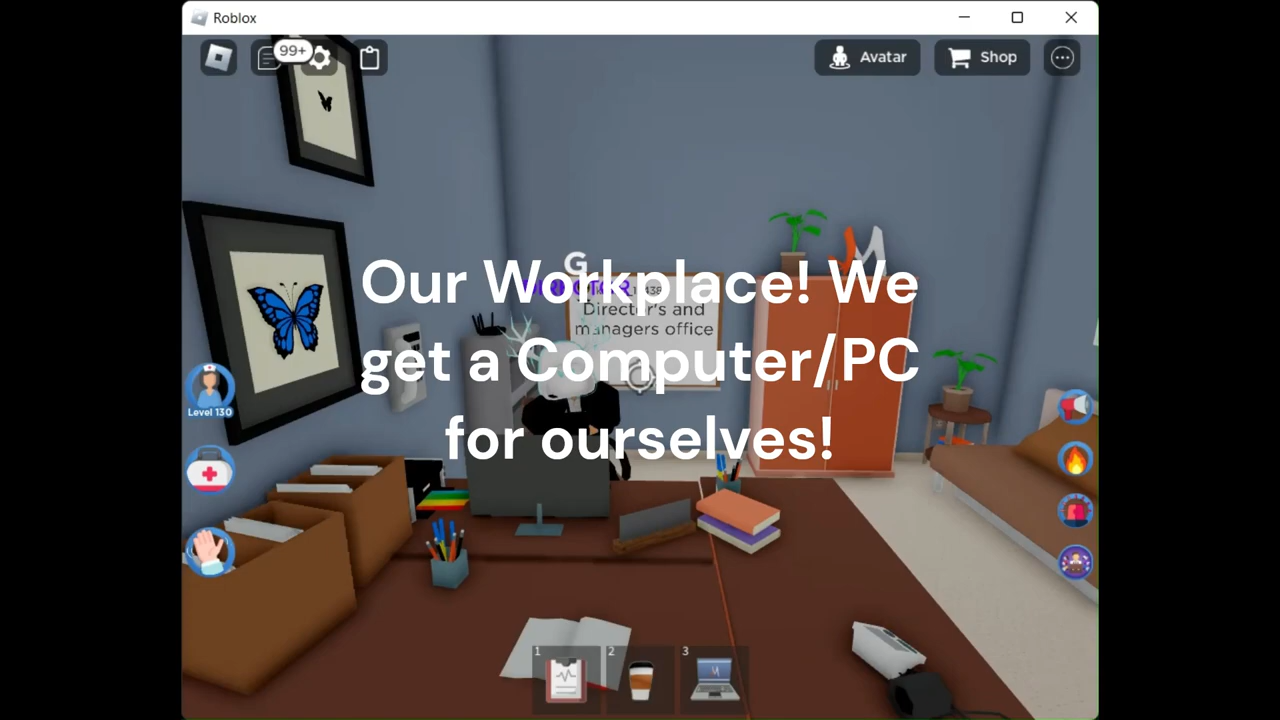 Roblox
99+
Avatar
Shop
G
DIRECTOR
Director's and
managers office
Our Workplace! We
get a Computer/PC
for ourselves!
Level 130
1
2
3